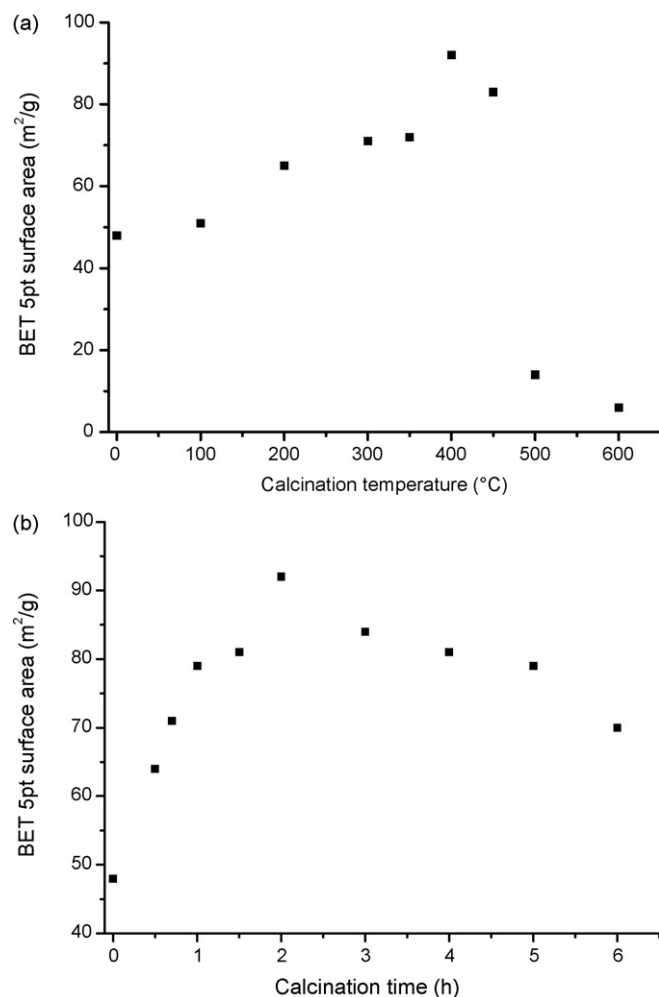 (a)
100
80
60
40
20
0
BET 5pt surface area (m²/g)
0 100 200 300 400 500 600
Calcination temperature (°C)
(b)
100
90
80
70
60
50
40
BET 5pt surface area (m²/g)
0 1 2 3 4 5 6
Calcination time (h)